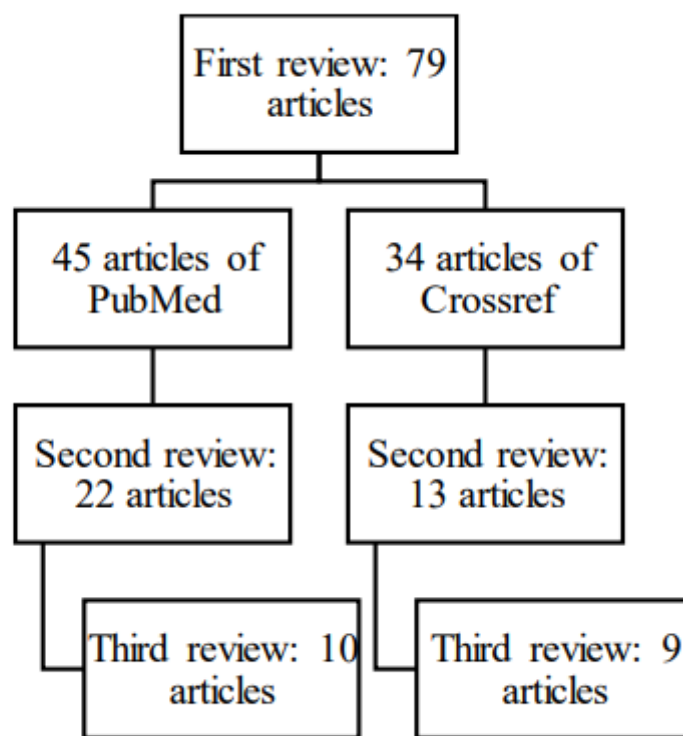 First review: 79
articles
45 articles of
PubMed
34 articles of
Crossref
Second review:
22 articles
Second review:
13 articles
Third review: 10
articles
Third review: 9
articles